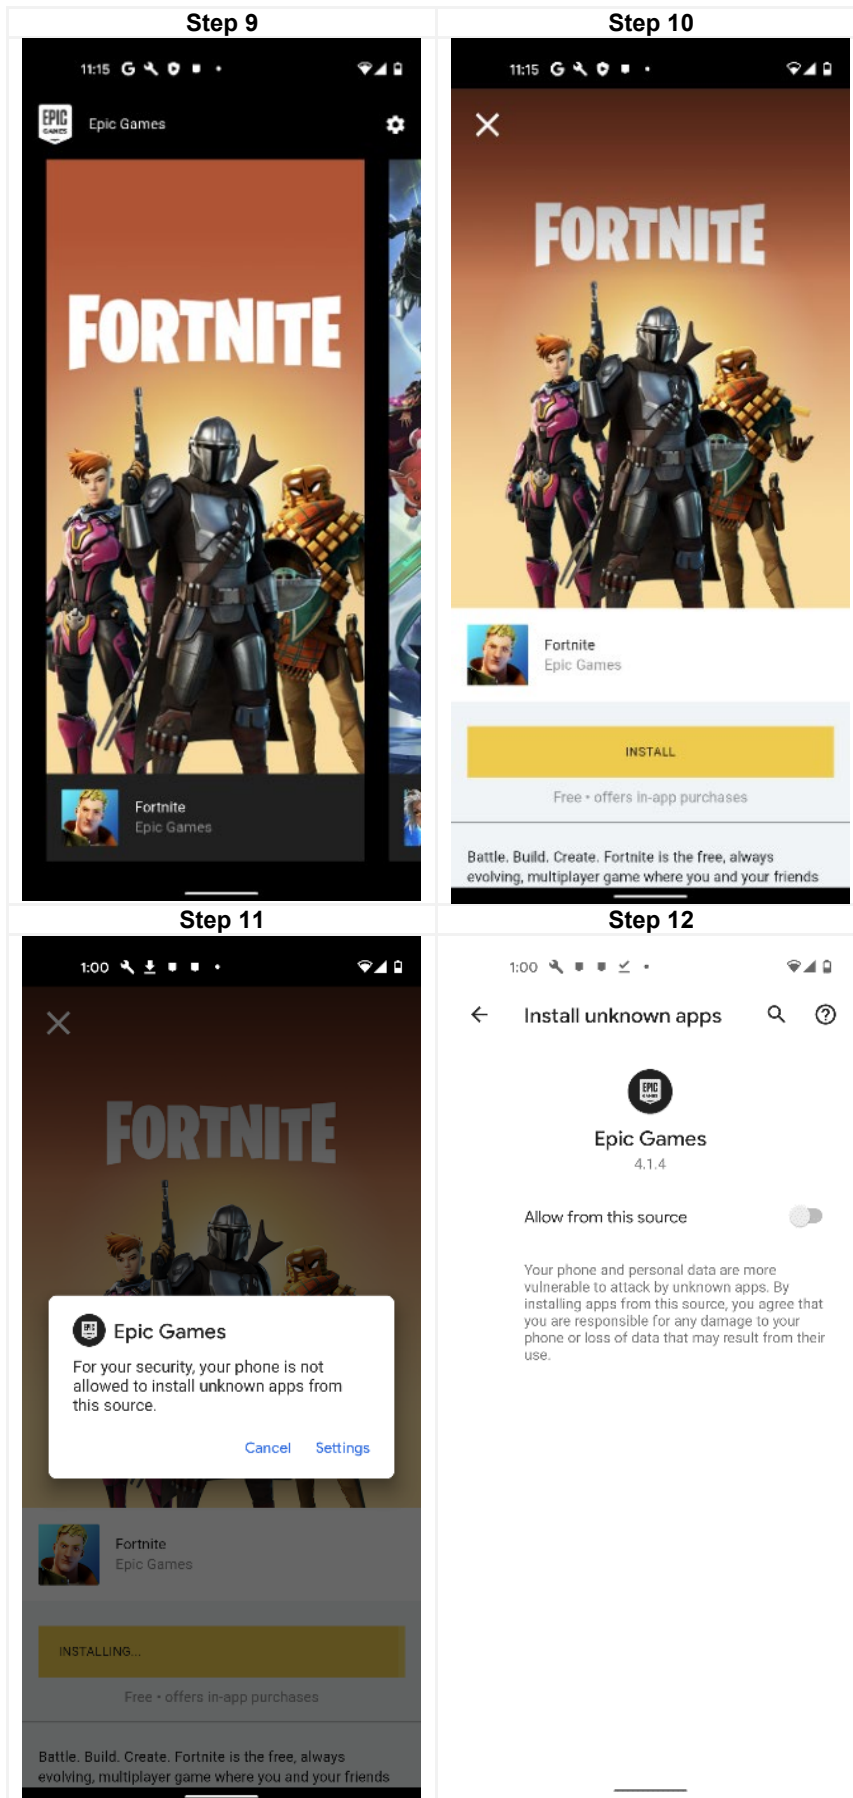 Step 9
11:15 G
EPIC GAMES
Epic Games
FORTNITE
Fortnite
Epic Games
Step 10
11:15 G
FORTNITE
Fortnite
Epic Games
INSTALL
Free • offers in-app purchases
Battle. Build. Create. Fortnite is the free, always
evolving, multiplayer game where you and your friends
Step 11
1:00
FORTNITE
EPIC GAMES
Epic Games
For your security, your phone is not
allowed to install unknown apps from
this source.
Cancel Settings
Fortnite
Epic Games
INSTALLING...
Free • offers in-app purchases
Battle. Build. Create. Fortnite is the free, always
evolving, multiplayer game where you and your friends
Step 12
1:00
Install unknown apps
EPIC GAMES
Epic Games
4.1.4
Allow from this source
Your phone and personal data are more
vulnerable to attack by unknown apps. By
installing apps from this source, you agree that
you are responsible for any damage to your
phone or loss of data that may result from their
use.